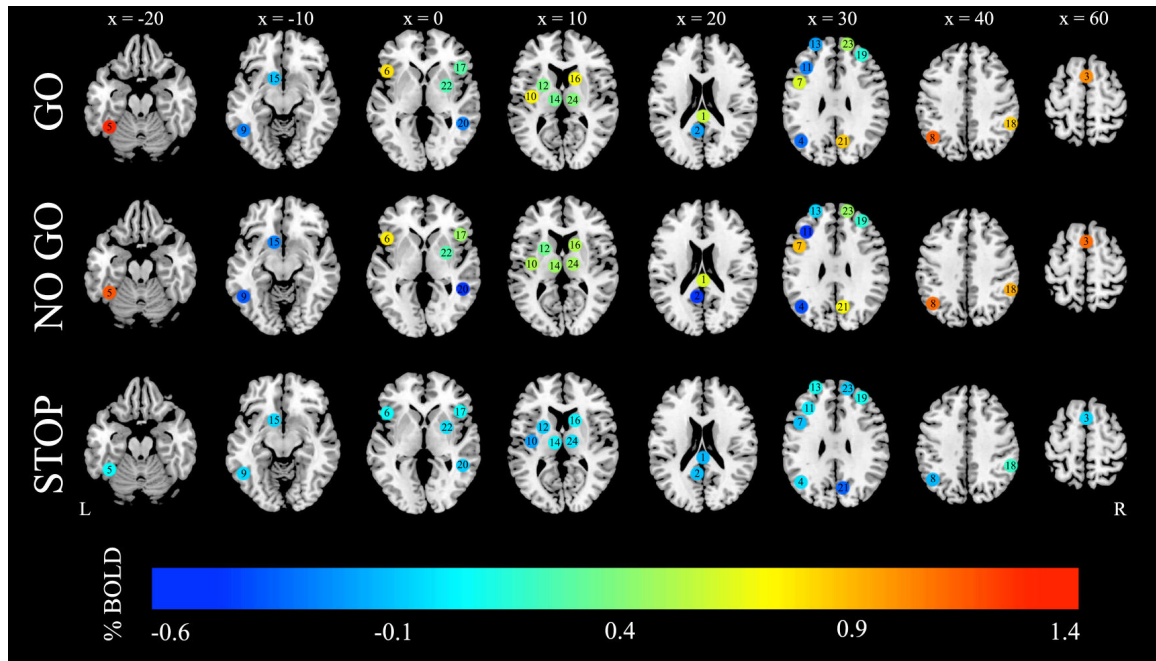 x = -20 x = -10 x = 0 x = 10 x = 20 x = 30 x = 40 x = 60
GO
5 15 9 6 17 22 20 12 16 10 14 24 1 2 13 23 19 11 7 4 21 18 8 3
NO GO
5 15 9 6 17 22 20 12 16 10 14 24 1 2 13 23 19 11 7 4 21 18 8 3
STOP
5 15 9 6 17 22 20 12 16 10 14 24 1 2 13 23 19 11 7 4 21 18 8 3
L R
% BOLD
-0.6 -0.1 0.4 0.9 1.4